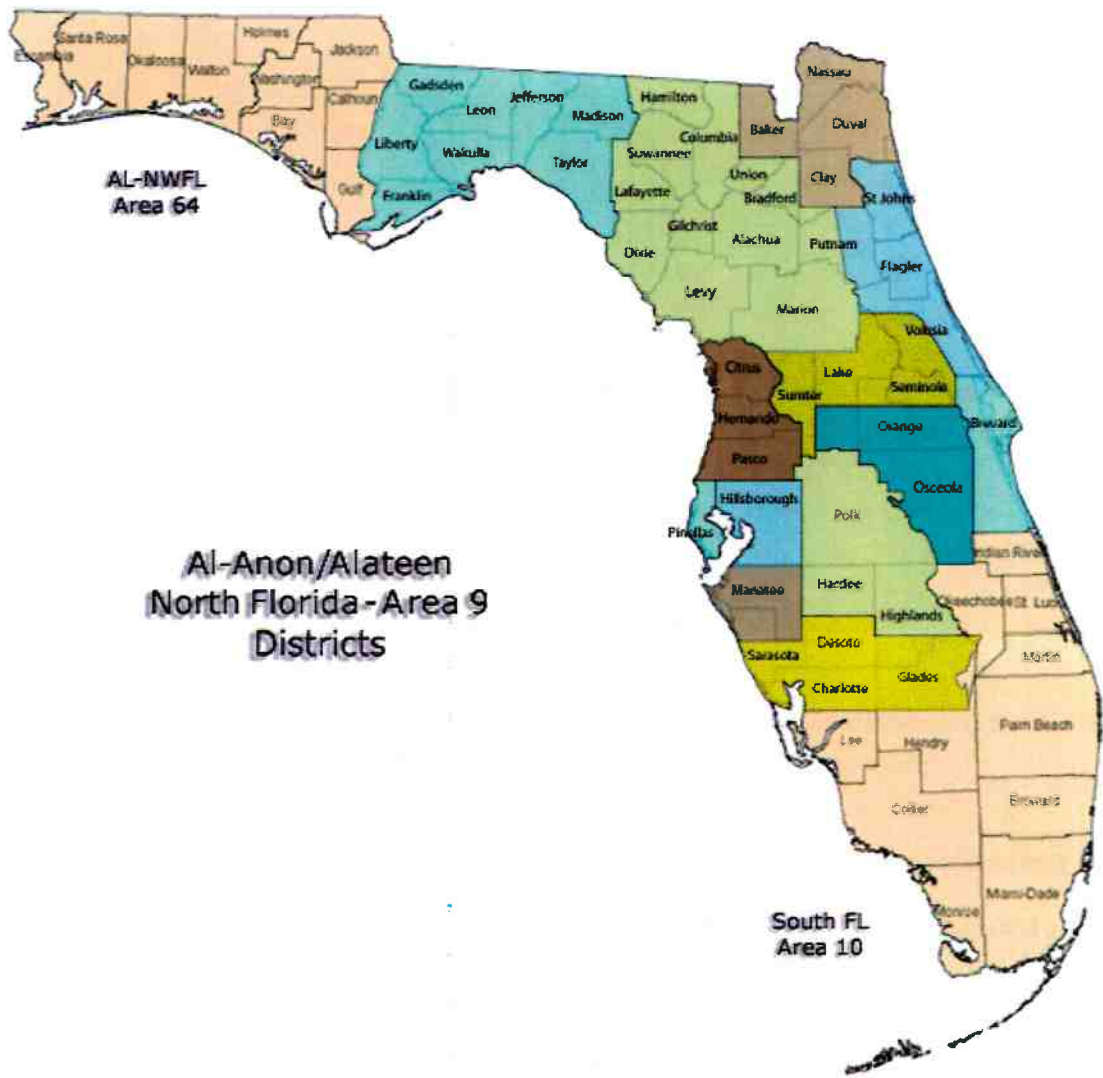 Holmes
Santa Rosa
Jackson
Escambia
Okaloosa
Walton
Washington
Calhoun
Bay
Gulf
AL-NWFL
Area 64
Gadsden
Leon
Jefferson
Madison
Liberty
Wakulla
Taylor
Franklin
Hamilton
Columbia
Suwannee
Union
Lafayette
Bradford
Gilchrist
Alachua
Putnam
Dixie
Levy
Marion
Nassau
Baker
Duval
Clay
St Johns
Flagler
Volusia
Citrus
Lake
Sumter
Seminole
Hernando
Orange
Brevard
Pasco
Osceola
Hillsborough
Polk
Pinellas
Al-Anon/Alateen
North Florida - Area 9
Districts
Manatee
Hardee
Highlands
Indian River
Okeechobee
St Luci
Desoto
Sarasota
Martin
Charlotte
Glades
Lee
Hendry
Palm Beach
Collier
Broward
Monroe
Miami-Dade
South FL
Area 10